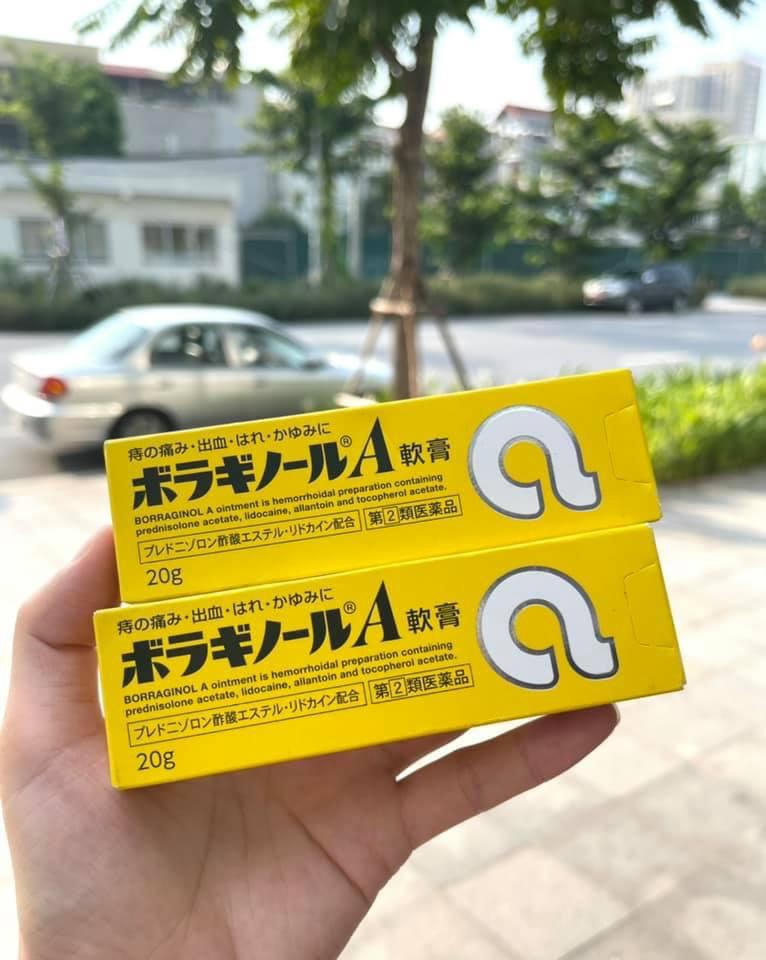 痔の痛み・出血・はれ・かゆみに
ボラギノール®A 軟膏
BORRAGINOL A ointment is hemorrhoidal preparation containing
prednisolone acetate, lidocaine, allantoin and tocopherol acetate.
プレドニゾロン酢酸エステル・リドカイン配合 第②類医薬品
20g
痔の痛み・出血・はれ・かゆみに
ボラギノール®A 軟膏
BORRAGINOL A ointment is hemorrhoidal preparation containing
prednisolone acetate, lidocaine, allantoin and tocopherol acetate.
プレドニゾロン酢酸エステル・リドカイン配合 第②類医薬品
20g